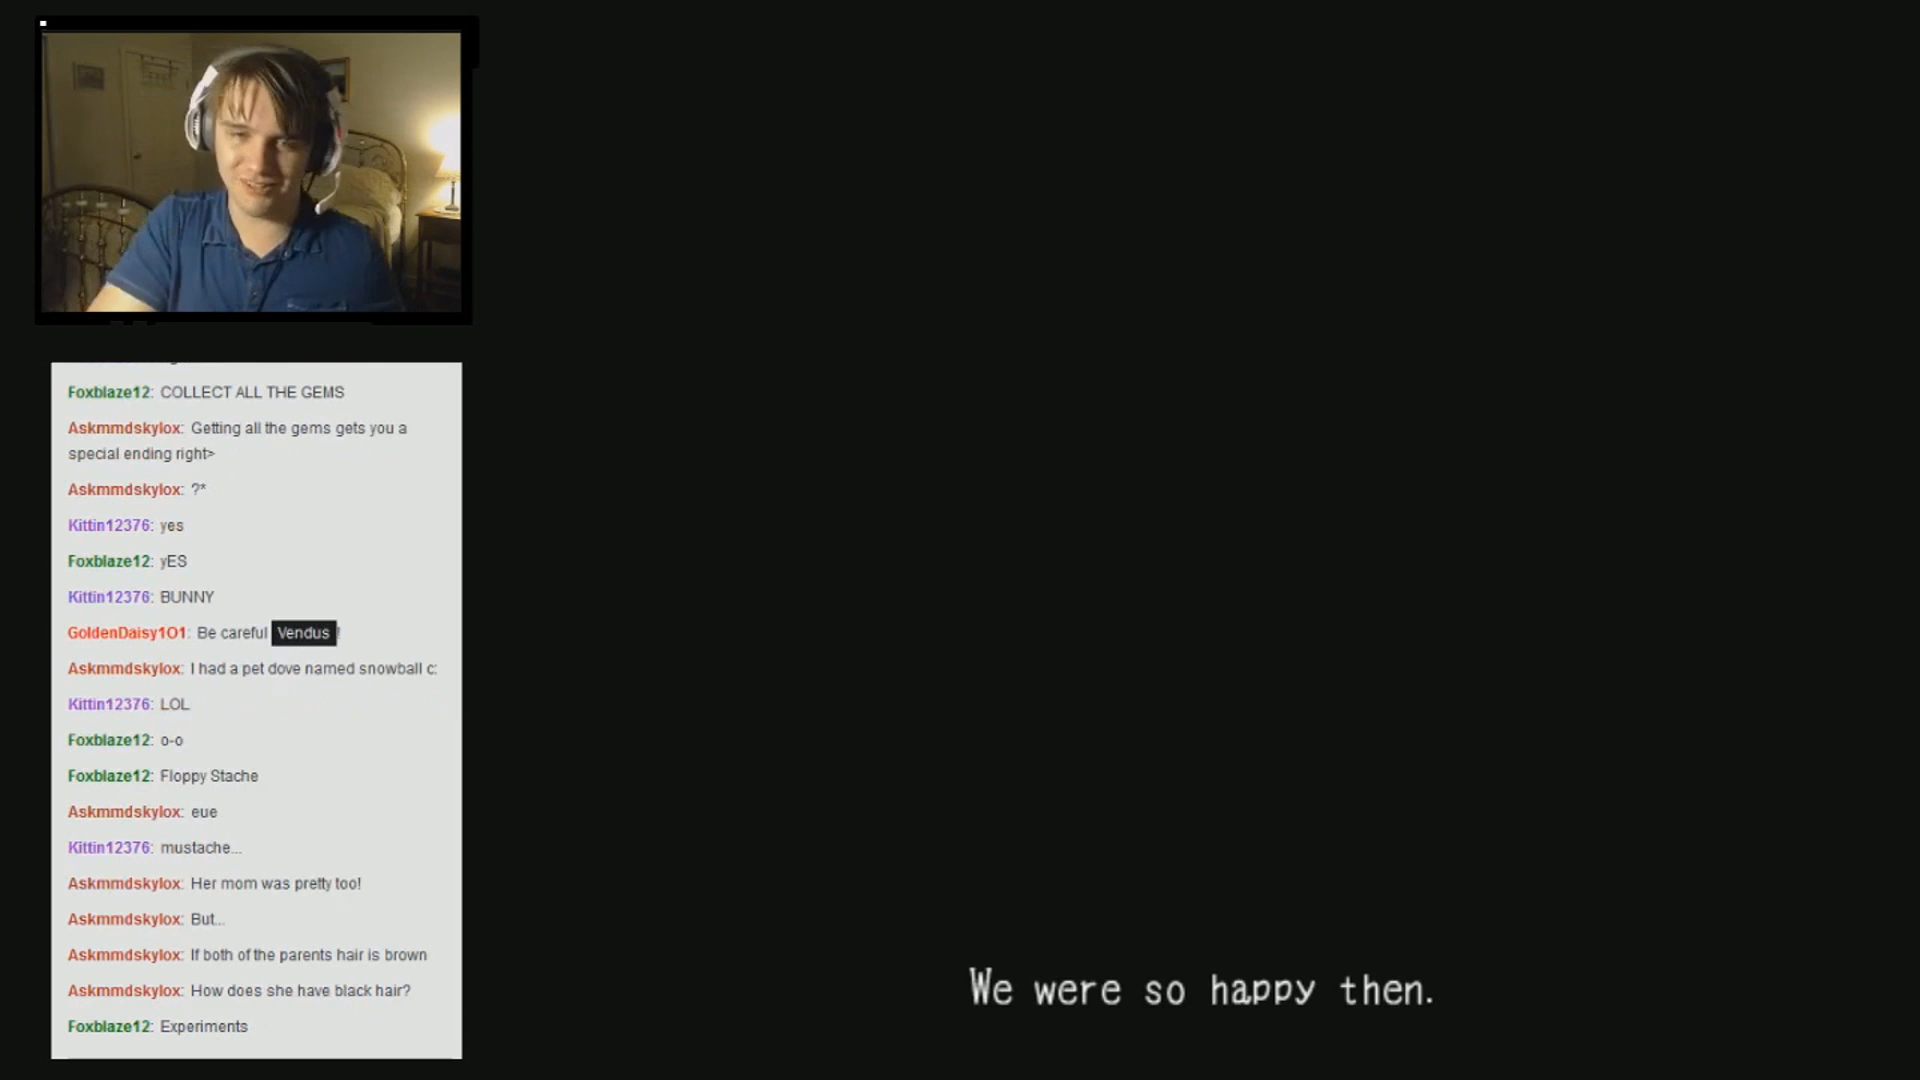 Foxblaze12: COLLECT ALL THE GEMS
Askmmdskylox: Getting all the gems gets you a
special ending right>
Askmmdskylox: ?*
Kittin12376: yes
Foxblaze12: yES
Kittin12376: BUNNY
GoldenDaisy1O1: Be careful Vendus !
Askmmdskylox: I had a pet dove named snowball c:
Kittin12376: LOL
Foxblaze12: o-o
Foxblaze12: Floppy Stache
Askmmdskylox: eue
Kittin12376: mustache...
Askmmdskylox: Her mom was pretty too!
Askmmdskylox: But...
Askmmdskylox: If both of the parents hair is brown
Askmmdskylox: How does she have black hair?
Foxblaze12: Experiments
We were so happy then.